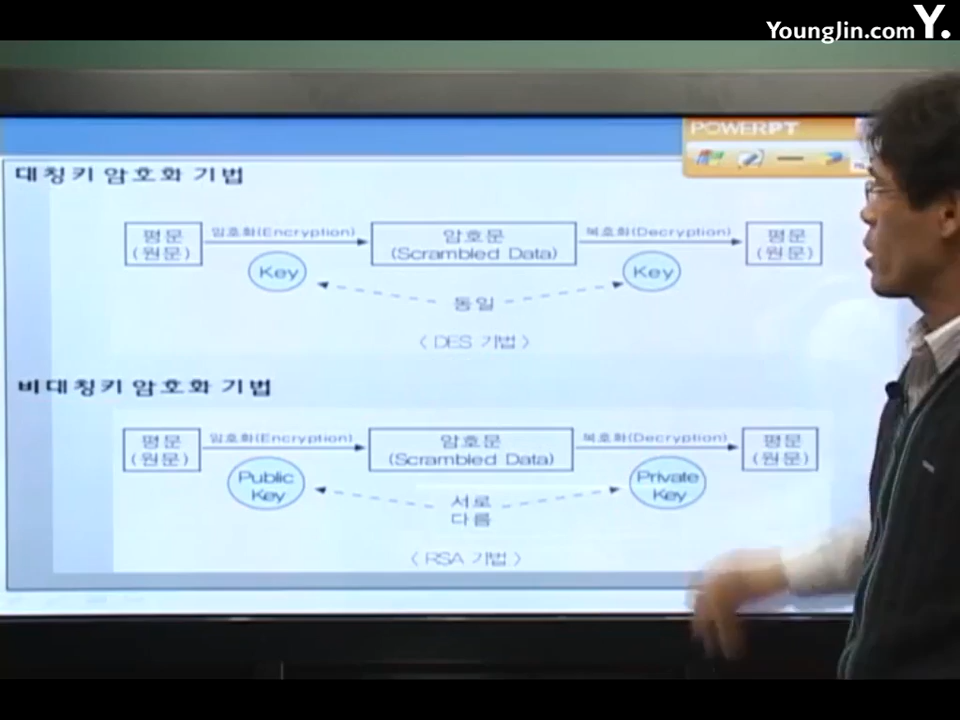 YoungJin.com Y.
POWERPT
대칭키 암호화 기법
평문
(원문)
암호화(Encryption)
Key
암호문
(Scrambled Data)
복호화(Decryption)
Key
평문
(원문)
동일
< DES 기법 >
비대칭키 암호화 기법
평문
(원문)
암호화(Encryption)
Public
Key
암호문
(Scrambled Data)
복호화(Decryption)
Private
Key
평문
(원문)
서로
다름
< RSA 기법 >